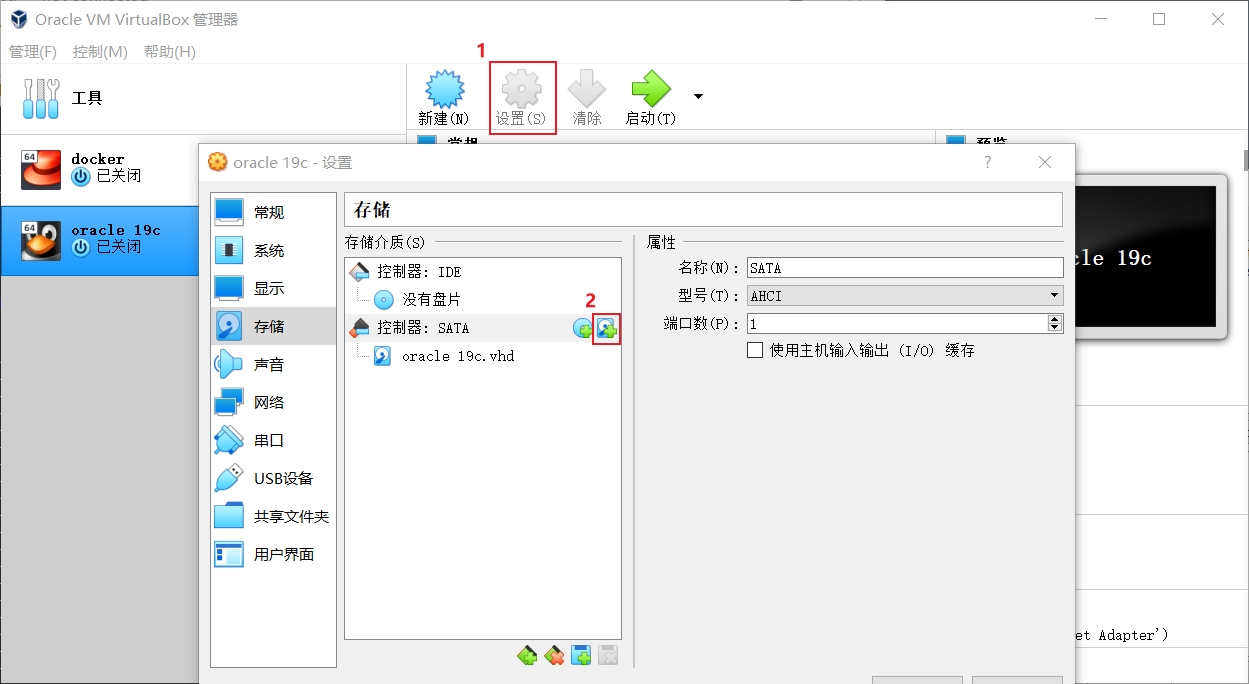 Oracle VM VirtualBox 管理器
管理(F) 控制(M) 帮助(H)
1
工具
新建(N) 设置(S) 清除 启动(T)
64
docker
已关闭
64
oracle 19c
已关闭
oracle 19c - 设置
?
常规
系统
显示
存储
声音
网络
串口
USB设备
共享文件夹
用户界面
存储
存储介质(S)
控制器: IDE
没有盘片
2
控制器: SATA
oracle 19c.vhd
属性
名称(N): SATA
型号(T): AHCI
端口数(P): 1
使用主机输入输出 (I/O) 缓存
cle 19c
et Adapter')